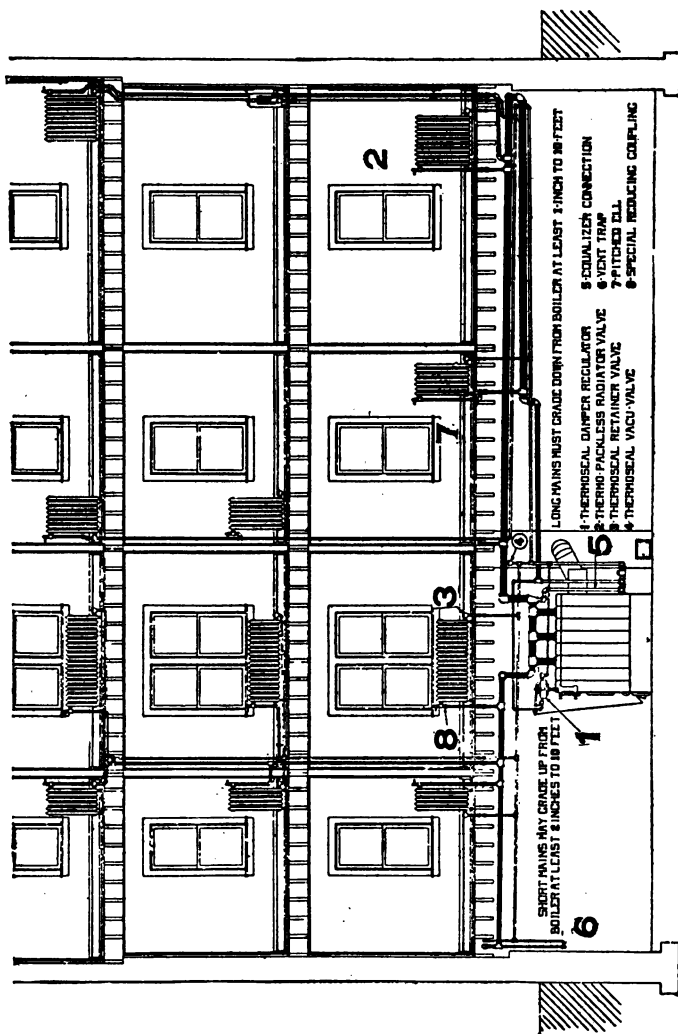 2
7
3
8
4
5
1
6
LONG MAINS MUST GRADE DOWN FROM BOILER AT LEAST 1-INCH TO 10-FEET
SHORT MAINS MAY GRADE UP FROM
BOILER AT LEAST 2 INCHES TO 10 FEET
1-THERMOSEAL DAMPER REGULATOR
2-THERMO-PACKLESS RADIATOR VALVE
3-THERMOSEAL RETAINER VALVE
4-THERMOSEAL VACU-VALVE
5-EQUALIZER CONNECTION
6-VENT TRAP
7-PITCHED ELL
8-SPECIAL REDUCING COUPLING